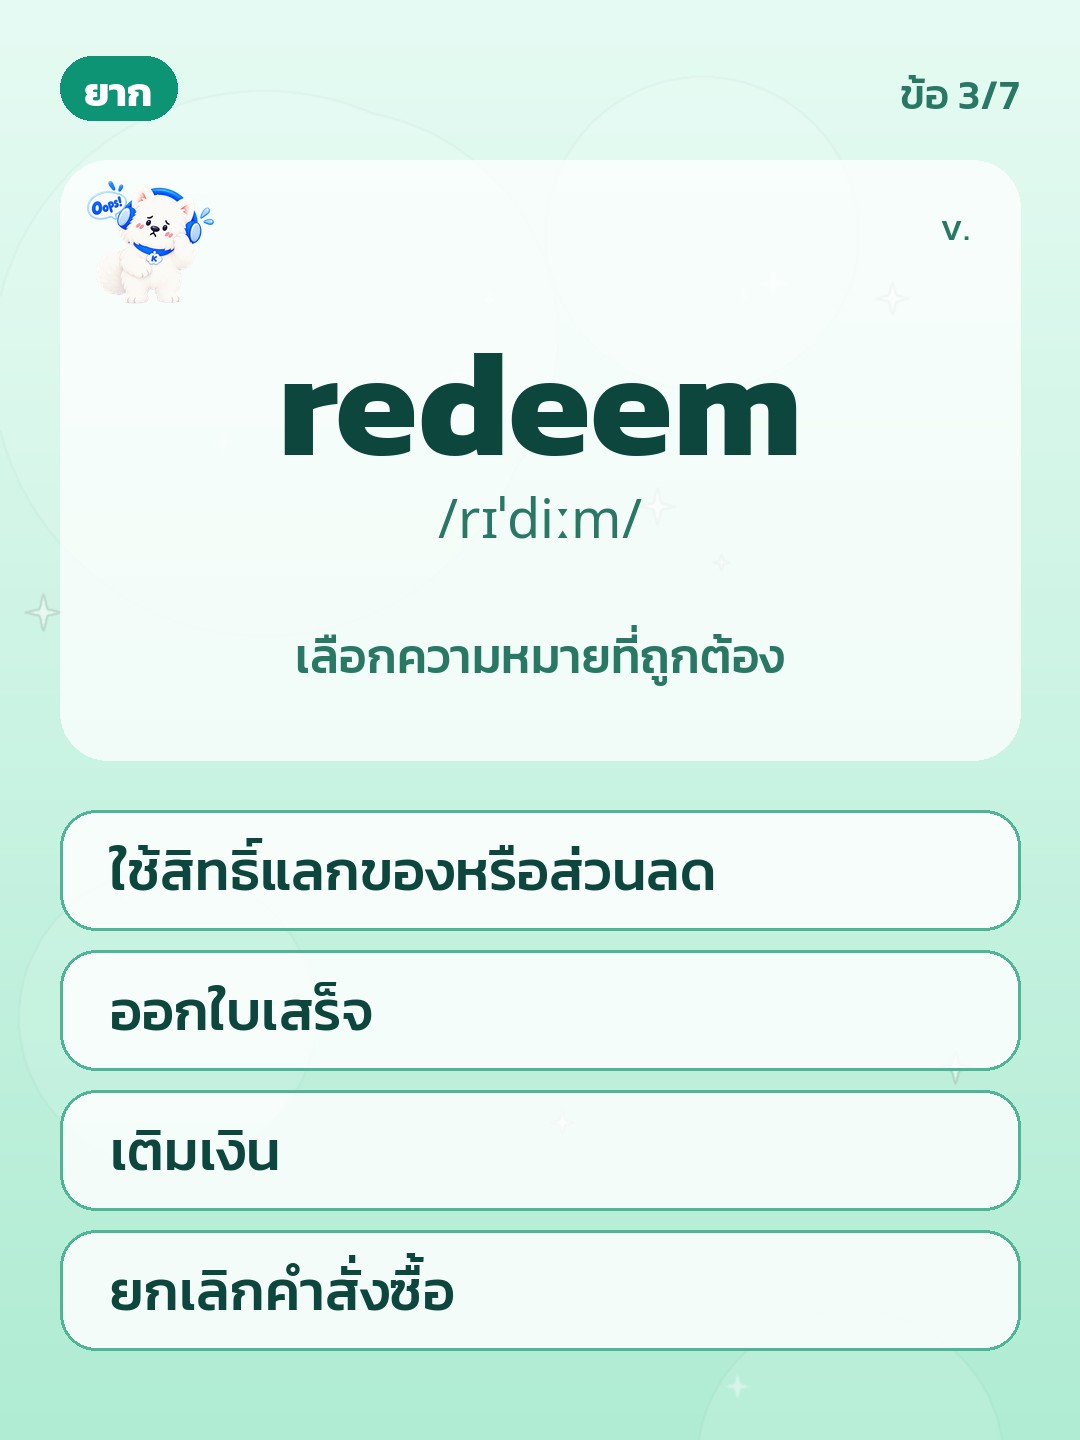 ยาก
ข้อ 3/7
Oops!
K
v.
redeem
/rɪˈdiːm/
เลือกความหมายที่ถูกต้อง
ใช้สิทธิ์แลกของหรือส่วนลด
ออกใบเสร็จ
เติมเงิน
ยกเลิกคำสั่งซื้อ